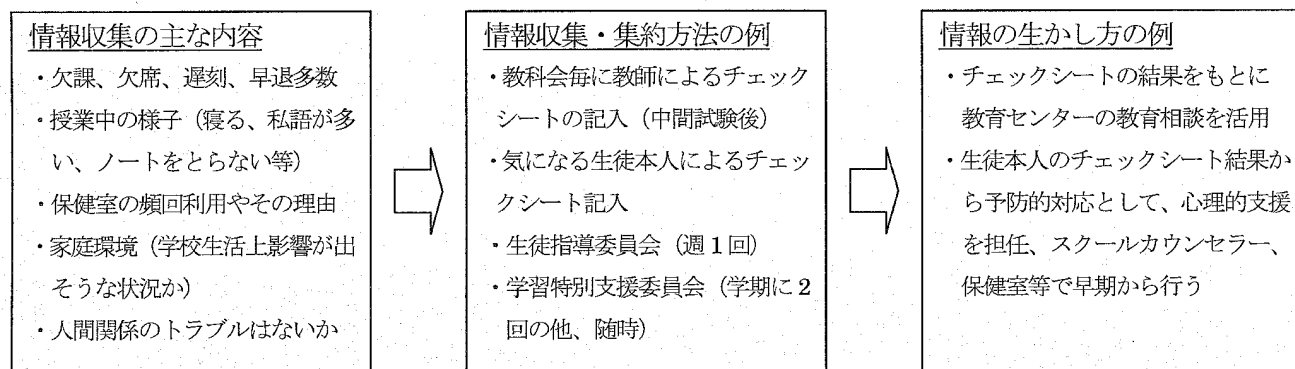 情報収集の主な内容
・欠課、欠席、遅刻、早退多数
・授業中の様子（寝る、私語が多
い、ノートをとらない等）
・保健室の頻回利用やその理由
・家庭環境（学校生活上影響が出
そうな状況か）
・人間関係のトラブルはないか
情報収集・集約方法の例
・教科会毎に教師によるチェック
シートの記入（中間試験後）
・気になる生徒本人によるチェッ
クシート記入
・生徒指導委員会（週1回）
・学習特別支援委員会（学期に2
回の他、随時）
情報の生かし方の例
・チェックシートの結果をもとに
教育センターの教育相談を活用
・生徒本人のチェックシート結果か
ら予防的対応として、心理的支援
を担任、スクールカウンセラー、
保健室等で早期から行う